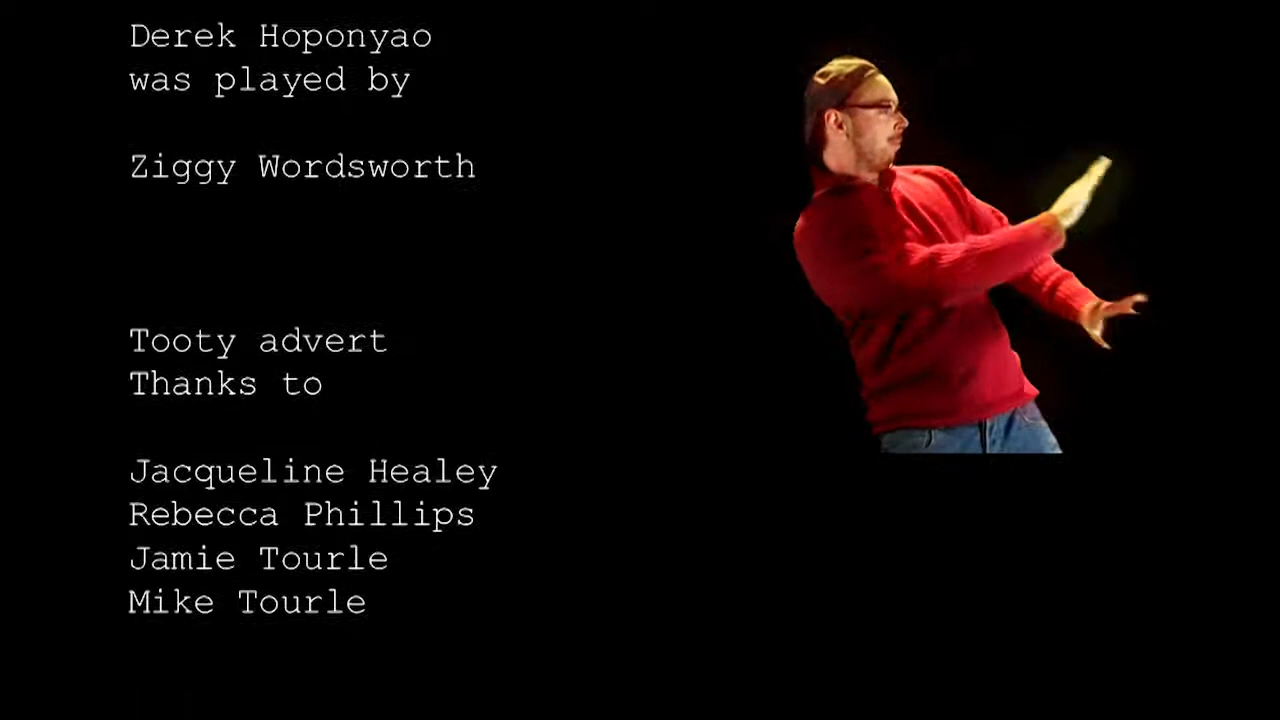 Derek Hoponyao
was played by
Ziggy Wordsworth
Tooty advert
Thanks to
Jacqueline Healey
Rebecca Phillips
Jamie Tourle
Mike Tourle